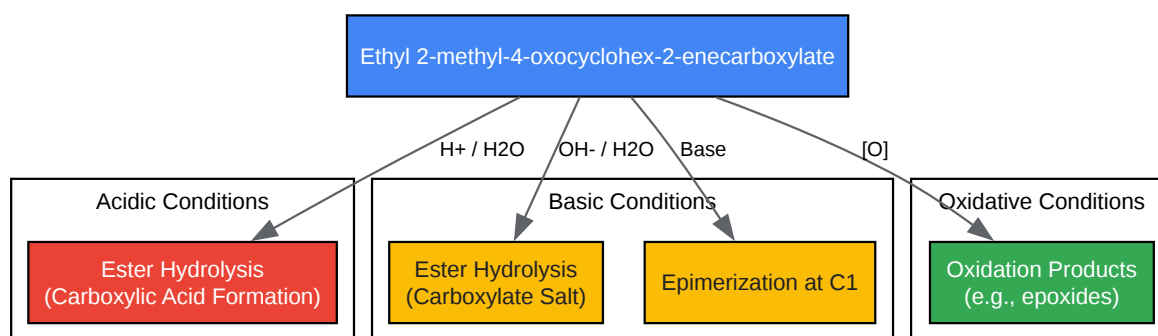 Ethyl 2-methyl-4-oxocyclohex-2-enecarboxylate
H+ / H2O
OH- / H2O
Base
[O]
Acidic Conditions
Basic Conditions
Oxidative Conditions
Ester Hydrolysis
(Carboxylic Acid Formation)
Ester Hydrolysis
(Carboxylate Salt)
Epimerization at C1
Oxidation Products
(e.g., epoxides)